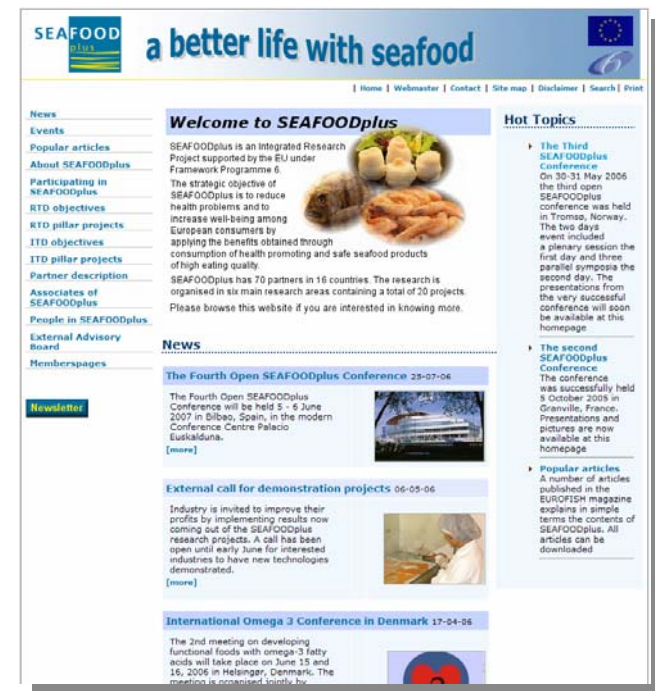 SEAFOOD
plus
a better life with seafood
6
| Home | Webmaster | Contact | Site map | Disclaimer | Search | Print
News
Events
Popular articles
About SEAFOODplus
Participating in
SEAFOODplus
RTD objectives
RTD pillar projects
ITD objectives
ITD pillar projects
Partner description
Associates of
SEAFOODplus
People in SEAFOODplus
External Advisory
Board
Memberspages
Newsletter
Welcome to SEAFOODplus
SEAFOODplus is an Integrated Research
Project supported by the EU under
Framework Programme 6.
The strategic objective of
SEAFOODplus is to reduce
health problems and to
increase well-being among
European consumers by
applying the benefits obtained through
consumption of health promoting and safe seafood products
of high eating quality.
SEAFOODplus has 70 partners in 16 countries. The research is
organised in six main research areas containing a total of 20 projects.
Please browse this website if you are interested in knowing more.
News
The Fourth Open SEAFOODplus Conference 25-07-06
The Fourth Open SEAFOODplus
Conference will be held 5 - 6 June
2007 in Bilbao, Spain, in the modern
Conference Centre Palacio
Euskalduna.
[more]
External call for demonstration projects 06-05-06
Industry is invited to improve their
profits by implementing results now
coming out of the SEAFOODplus
research projects. A call has been
open until early June for interested
industries to have new technologies
demonstrated.
[more]
International Omega 3 Conference in Denmark 17-04-06
The 2nd meeting on developing
functional foods with omega-3 fatty
acids will take place on June 15 and
16, 2006 in Helsingør, Denmark. The
meeting is organised jointly by
Hot Topics
The Third
SEAFOODplus
Conference
On 30-31 May 2006
the third open
SEAFOODplus
conference was held
in Tromsø, Norway.
The two days
event included
a plenary session the
first day and three
parallel symposia the
second day. The
presentations from
the very successful
conference will soon
be available at this
homepage
The second
SEAFOODplus
Conference
The conference
was successfully held
5 October 2005 in
Granville, France.
Presentations and
pictures are now
available at this
homepage
Popular articles
A number of articles
published in the
EUROFISH magazine
explains in simple
terms the contents of
SEAFOODplus. All
articles can be
downloaded